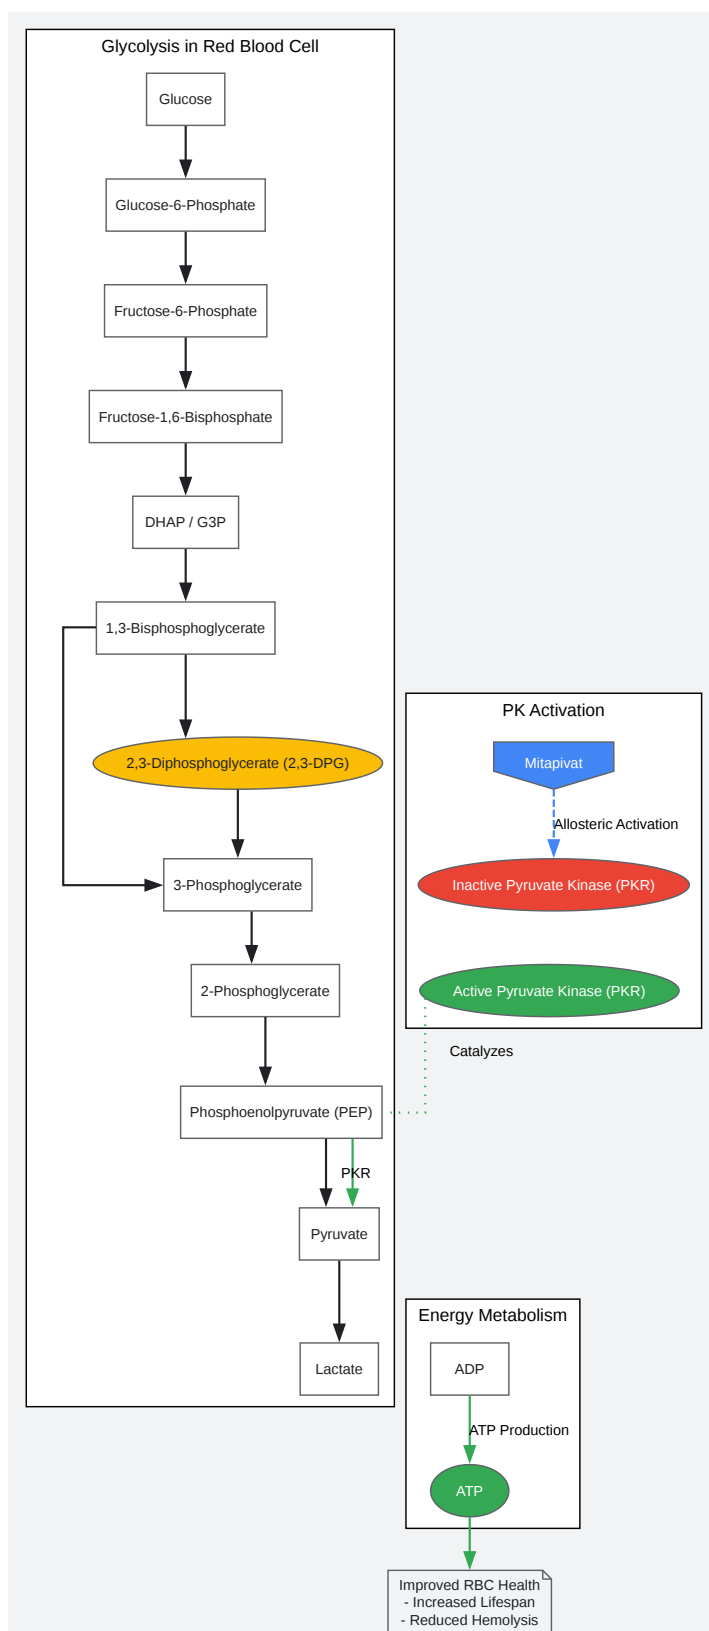 Glycolysis in Red Blood Cell
Glucose
Glucose-6-Phosphate
Fructose-6-Phosphate
Fructose-1,6-Bisphosphate
DHAP / G3P
1,3-Bisphosphoglycerate
2,3-Diphosphoglycerate (2,3-DPG)
3-Phosphoglycerate
2-Phosphoglycerate
Phosphoenolpyruvate (PEP)
PKR
Pyruvate
Lactate
PK Activation
Mitapivat
Allosteric Activation
Inactive Pyruvate Kinase (PKR)
Active Pyruvate Kinase (PKR)
Catalyzes
Energy Metabolism
ADP
ATP Production
ATP
Improved RBC Health
- Increased Lifespan
- Reduced Hemolysis